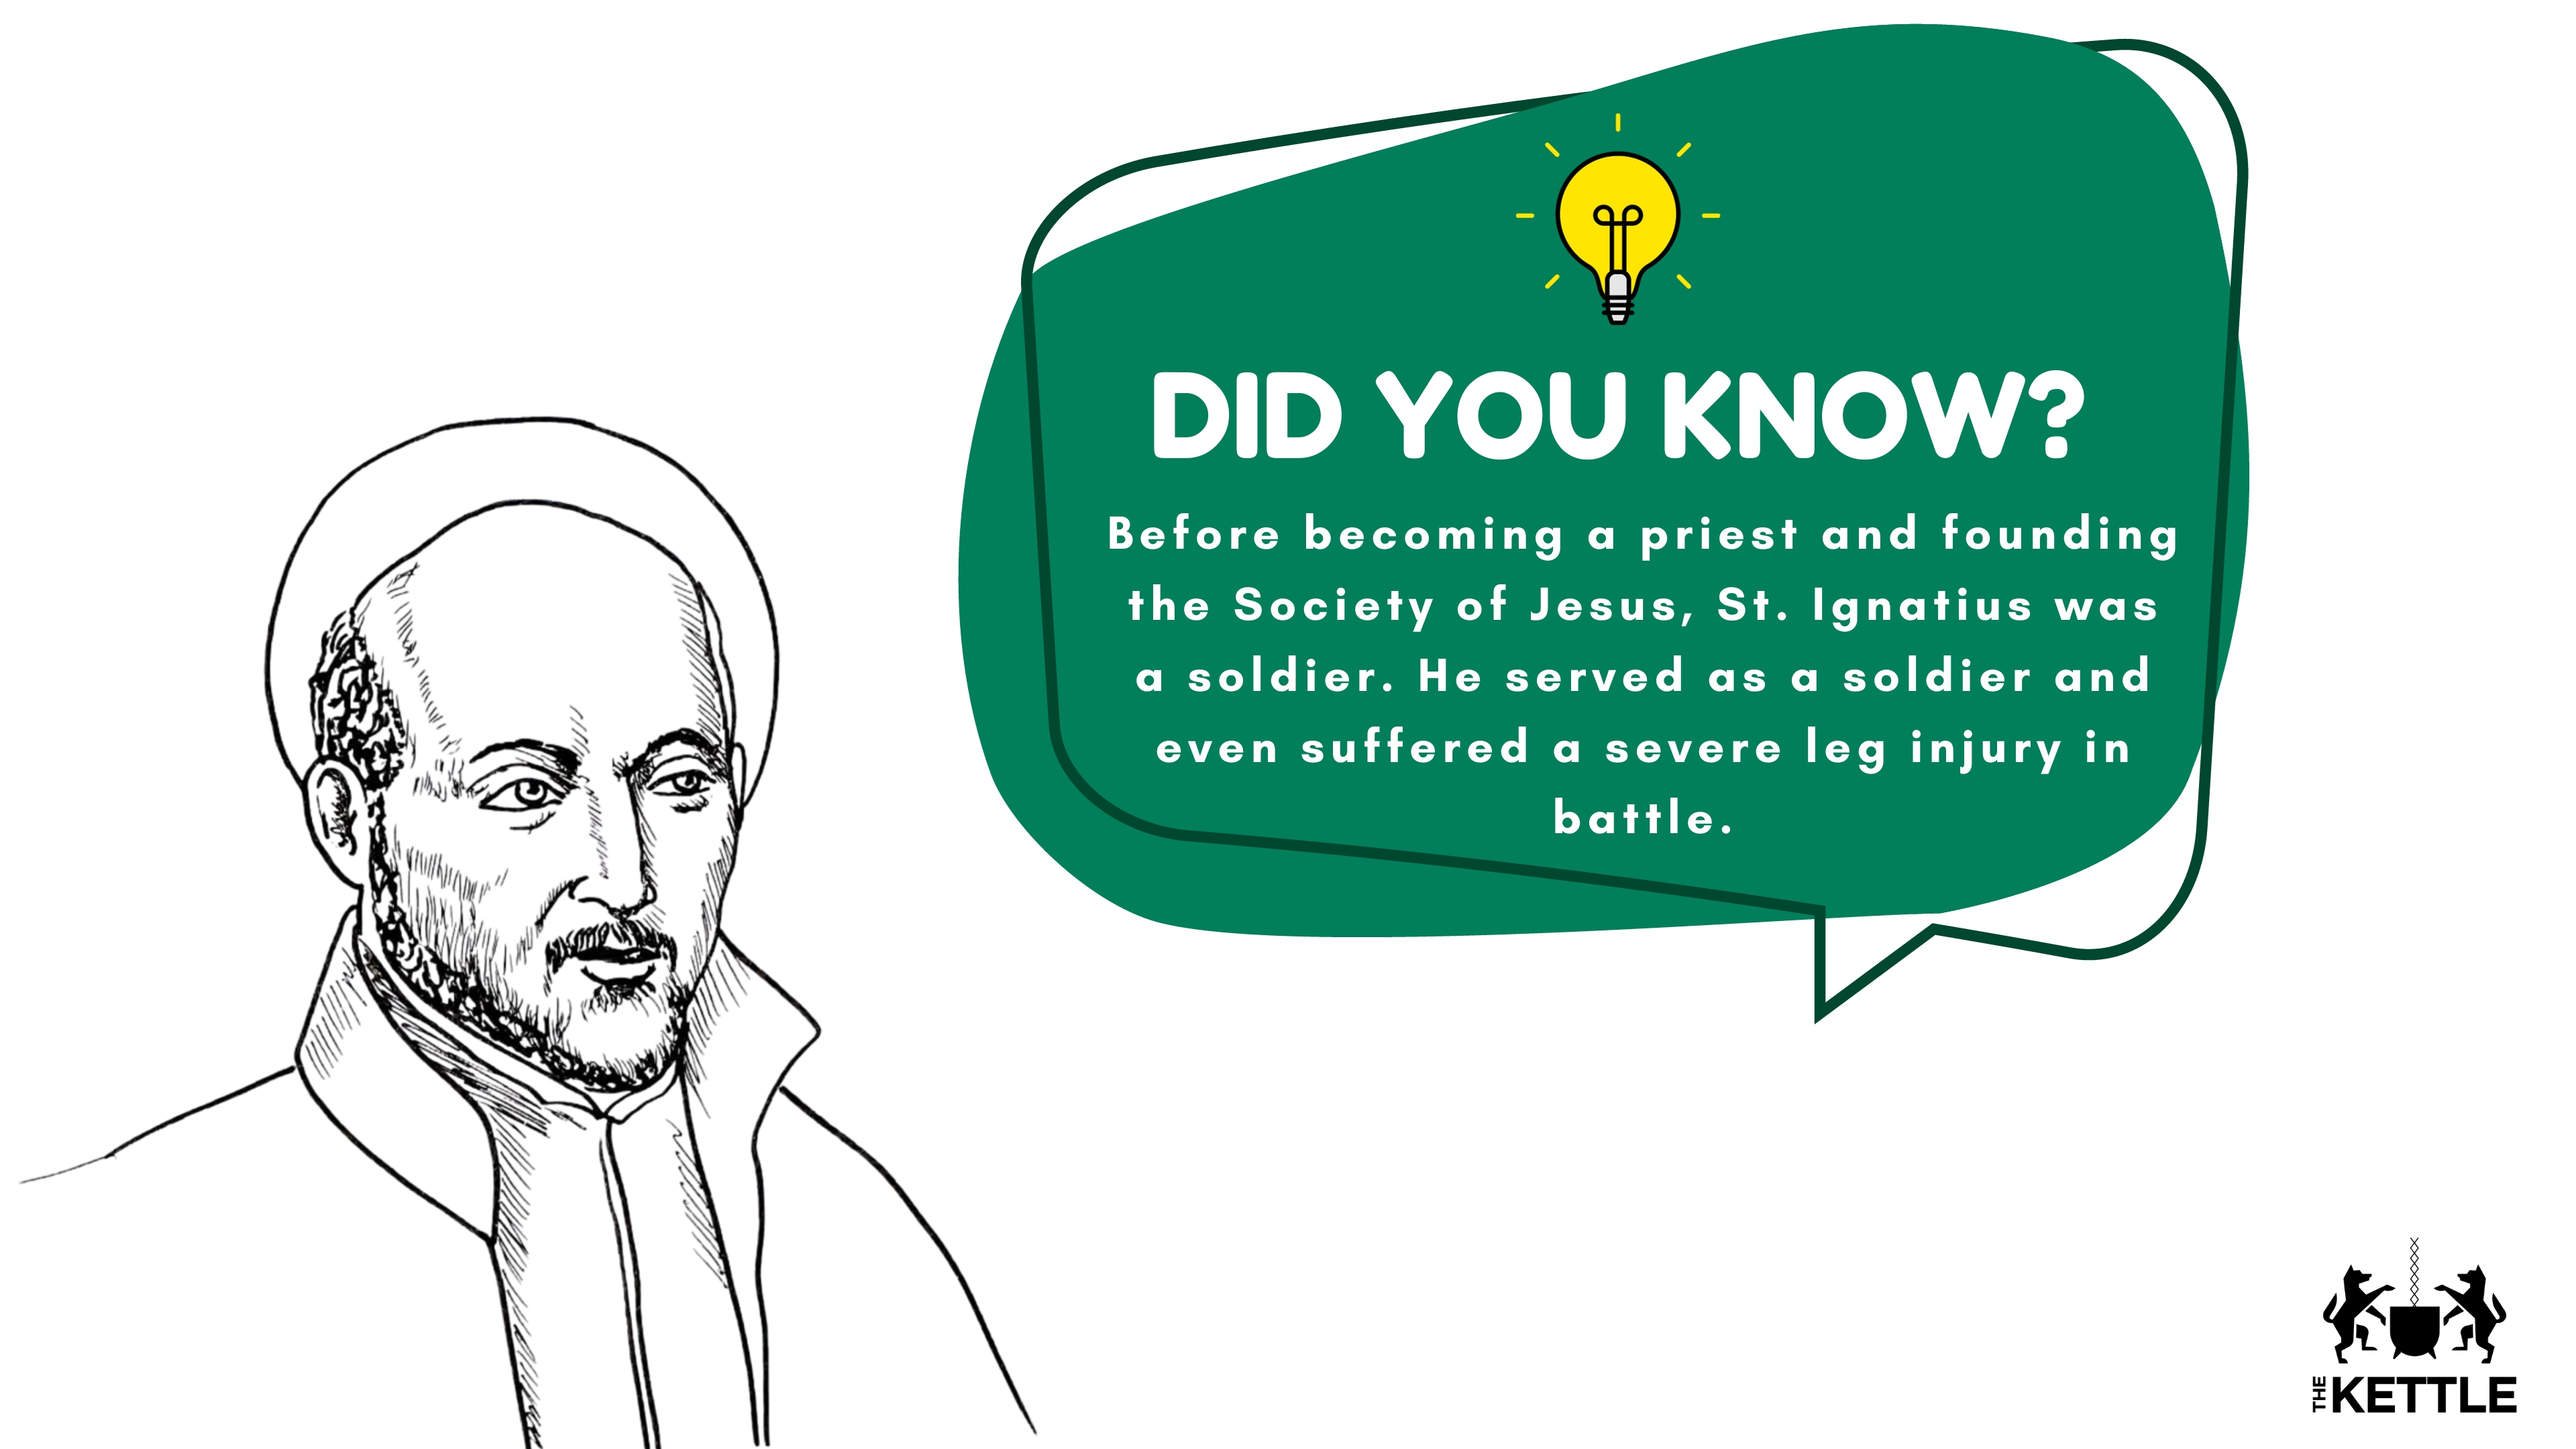 DID YOU KNOW?
Before becoming a priest and founding
the Society of Jesus, St. Ignatius was
a soldier. He served as a soldier and
even suffered a severe leg injury in
battle.
THE KETTLE